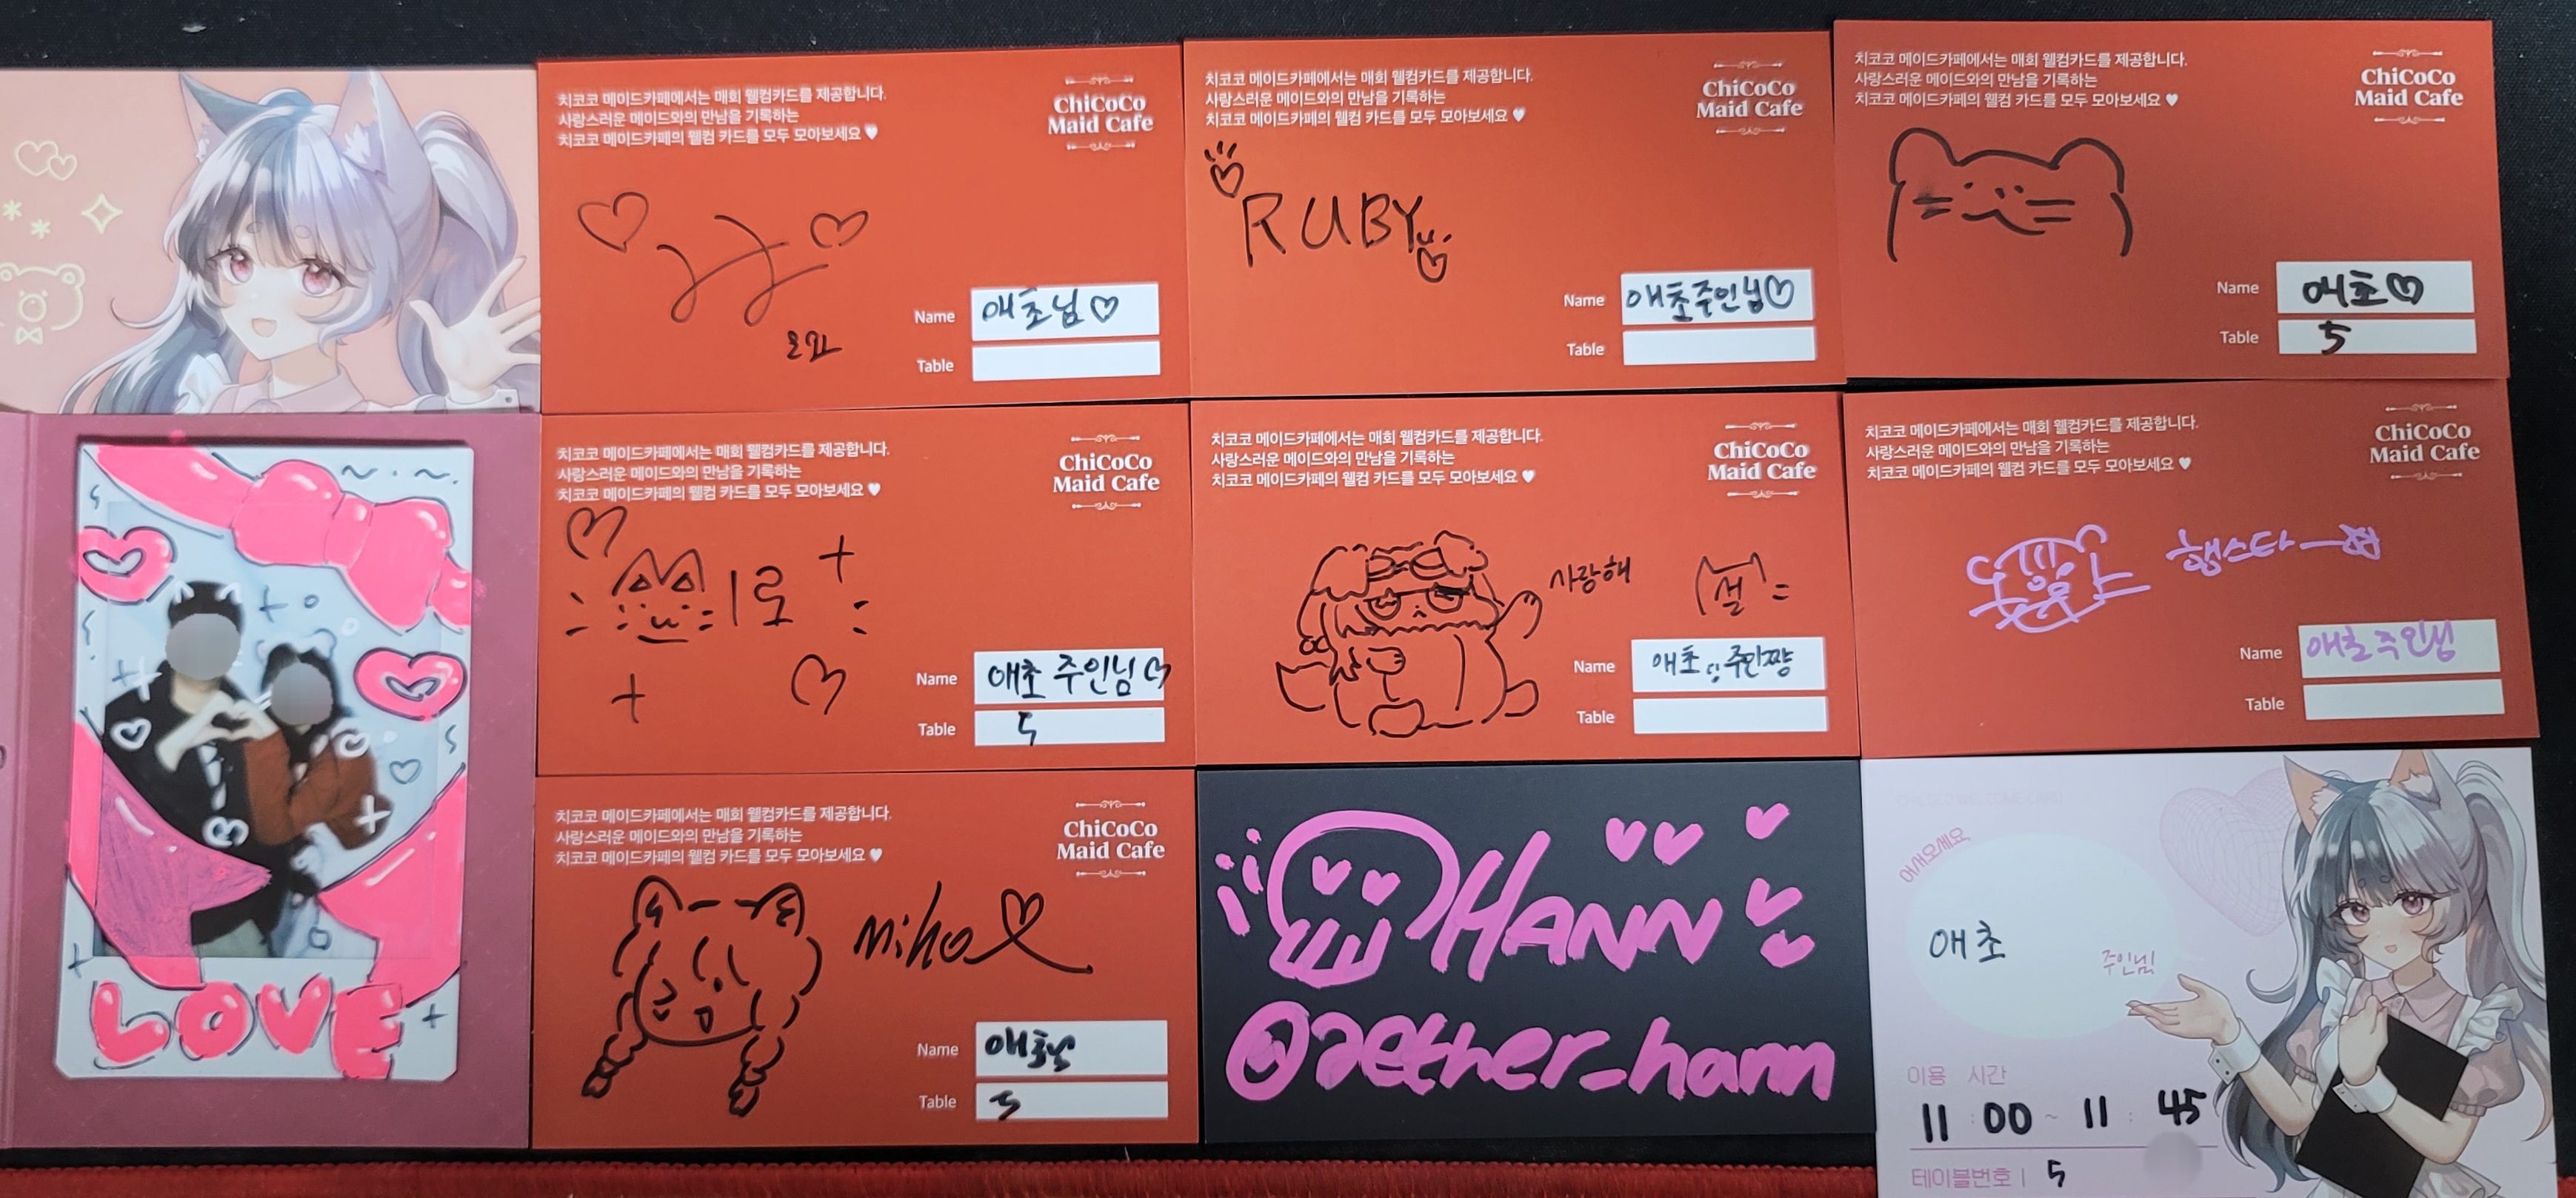 치코코 메이드카페에서는 매회 웰컴카드를 제공합니다.
사랑스러운 메이드와의 만남을 기록하는
치코코 메이드카페의 웰컴 카드를 모두 모아보세요 ♥
ChiCoCo
Maid Cafe
Name 애초님♡
Table
치코코 메이드카페에서는 매회 웰컴카드를 제공합니다.
사랑스러운 메이드와의 만남을 기록하는
치코코 메이드카페의 웰컴 카드를 모두 모아보세요 ♥
ChiCoCo
Maid Cafe
RUBY
Name 애초주인님♡
Table
치코코 메이드카페에서는 매회 웰컴카드를 제공합니다.
사랑스러운 메이드와의 만남을 기록하는
치코코 메이드카페의 웰컴 카드를 모두 모아보세요 ♥
ChiCoCo
Maid Cafe
Name 애초♡
Table 5
LOVE
치코코 메이드카페에서는 매회 웰컴카드를 제공합니다.
사랑스러운 메이드와의 만남을 기록하는
치코코 메이드카페의 웰컴 카드를 모두 모아보세요 ♥
ChiCoCo
Maid Cafe
Name 애초 주인님♡
Table 5
치코코 메이드카페에서는 매회 웰컴카드를 제공합니다.
사랑스러운 메이드와의 만남을 기록하는
치코코 메이드카페의 웰컴 카드를 모두 모아보세요 ♥
ChiCoCo
Maid Cafe
사랑해
설
Name 애초 주인짱
Table
치코코 메이드카페에서는 매회 웰컴카드를 제공합니다.
사랑스러운 메이드와의 만남을 기록하는
치코코 메이드카페의 웰컴 카드를 모두 모아보세요 ♥
ChiCoCo
Maid Cafe
햄스타
Name 애초주인님
Table
치코코 메이드카페에서는 매회 웰컴카드를 제공합니다.
사랑스러운 메이드와의 만남을 기록하는
치코코 메이드카페의 웰컴 카드를 모두 모아보세요 ♥
ChiCoCo
Maid Cafe
miho♡
Name 애초님
Table 5
HANN
@aether_hann
어서오세요,
애초
주인님!
이용 시간
11:00 ~ 11:45
테이블번호 | 5